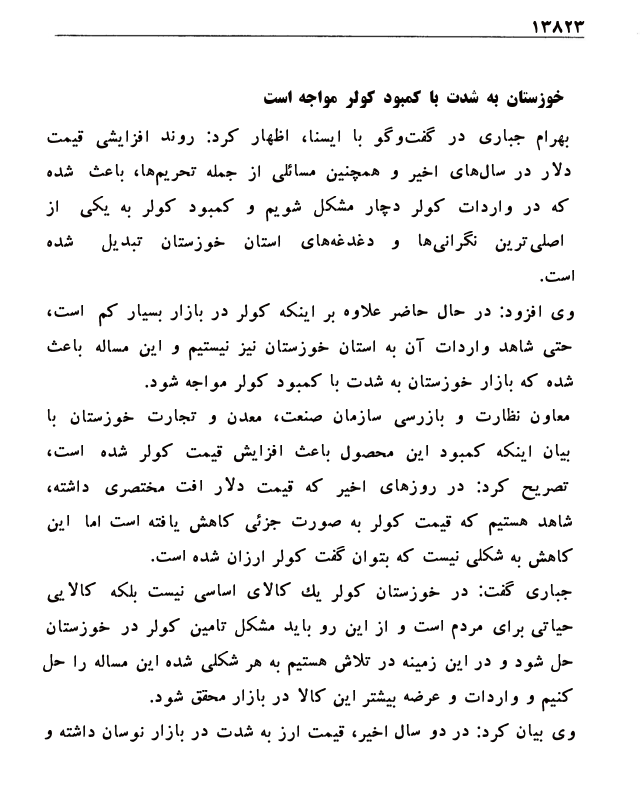 ۱۳۸۲۳
خوزستان به شدت با کمبود کولر مواجه است
بهرام جباری در گفت‌وگو با ایسنا، اظهار کرد: روند افزایشی قیمت
دلار در سال‌های اخیر و همچنین مسائلی از جمله تحریم‌ها، باعث شده
که در واردات کولر دچار مشکل شویم و کمبود کولر به یکی از
اصلی‌ترین نگرانی‌ها و دغدغه‌های استان خوزستان تبدیل شده
است.
وی افزود: در حال حاضر علاوه بر اینکه کولر در بازار بسیار کم است،
حتی شاهد واردات آن به استان خوزستان نیز نیستیم و این مساله باعث
شده که بازار خوزستان به شدت با کمبود کولر مواجه شود.
معاون نظارت و بازرسی سازمان صنعت، معدن و تجارت خوزستان با
بیان اینکه کمبود این محصول باعث افزایش قیمت کولر شده است،
تصریح کرد: در روزهای اخیر که قیمت دلار افت مختصری داشته،
شاهد هستیم که قیمت کولر به صورت جزئی کاهش یافته است اما این
کاهش به شکلی نیست که بتوان گفت کولر ارزان شده است.
جباری گفت: در خوزستان کولر یك کالای اساسی نیست بلکه کالایی
حیاتی برای مردم است و از این رو باید مشکل تامین کولر در خوزستان
حل شود و در این زمینه در تلاش هستیم به هر شکلی شده این مساله را حل
کنیم و واردات و عرضه بیشتر این کالا در بازار محقق شود.
وی بیان کرد: در دو سال اخیر، قیمت ارز به شدت در بازار نوسان داشته و